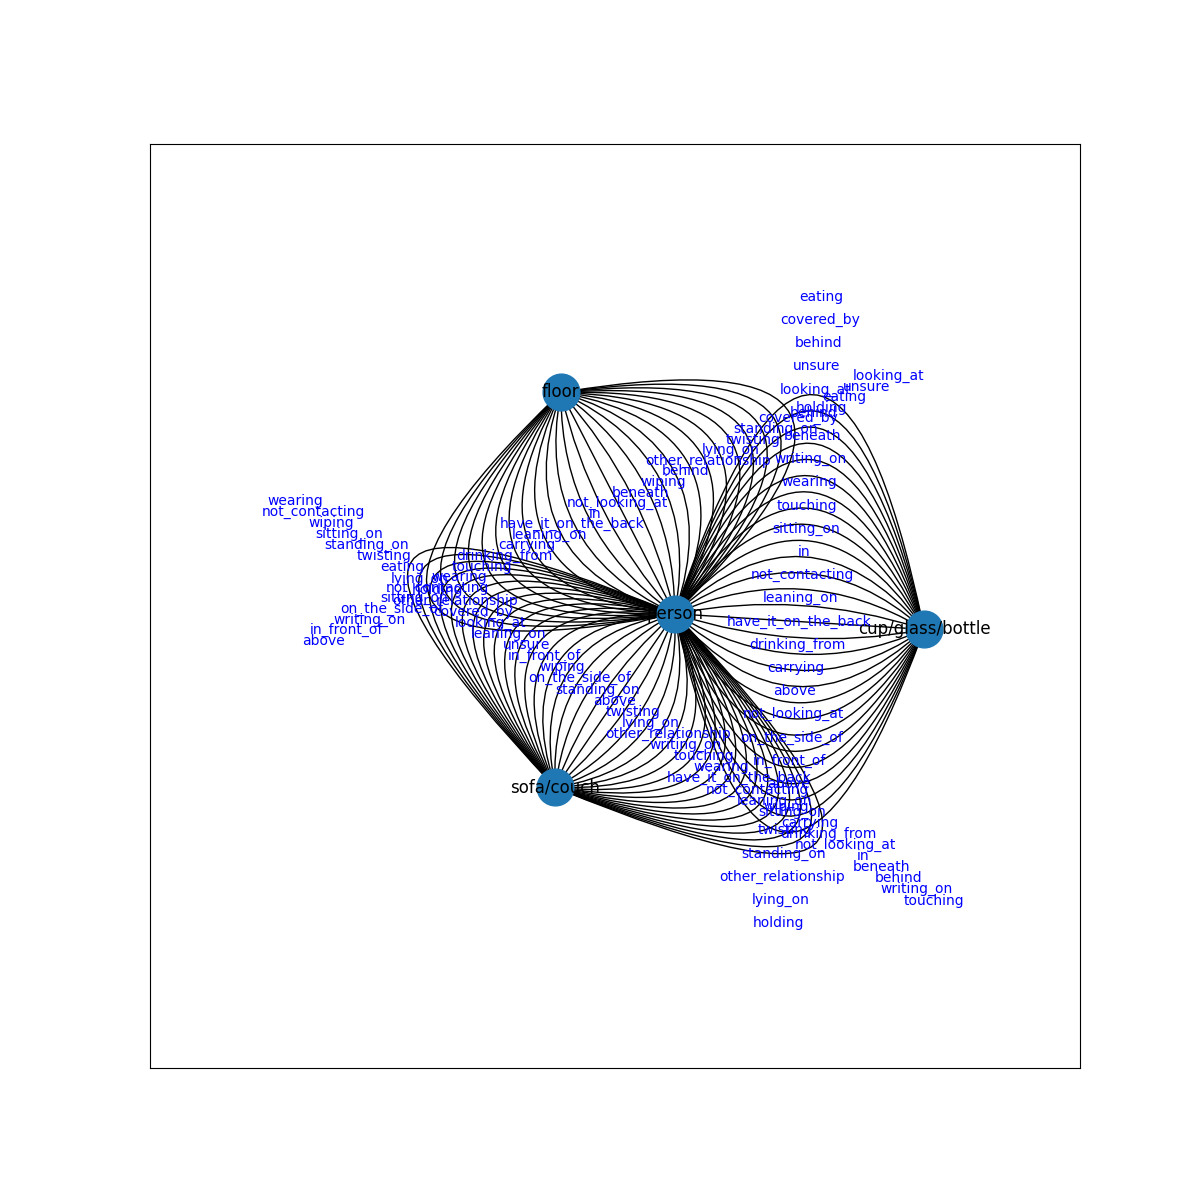 eating
covered_by
behind
unsure
looking_at
unsure
looking_at
floor
eating
holding
behind
covered_by
standing_on
beneath
twisting
lying_on
writing_on
other_relationship
behind
wiping
wearing
beneath
wearing
not_looking_at
touching
not_contacting
in
wiping
have_it_on_the_back
sitting_on
sitting_on
leaning_on
standing_on
carrying
in
twisting
drinking_from
eating
touching
not_contacting
lying_on
wearing
not_contacting
sitting_on
leaning_on
other_relationship
on_the_side_of
covered_by
person
writing_on
looking_at
have_it_on_the_back
cup/glass/bottle
in_front_of
leaning_on
above
unsure
drinking_from
in_front_of
wiping
carrying
on_the_side_of
standing_on
above
above
twisting
not_looking_at
lying_on
other_relationship
on_the_side_of
writing_on
touching
in_front_of
wearing
have_it_on_the_back
sofa/couch
not_contacting
leaning_on
sitting_on
carrying
twisting
drinking_from
not_looking_at
standing_on
in
beneath
other_relationship
behind
writing_on
lying_on
touching
holding